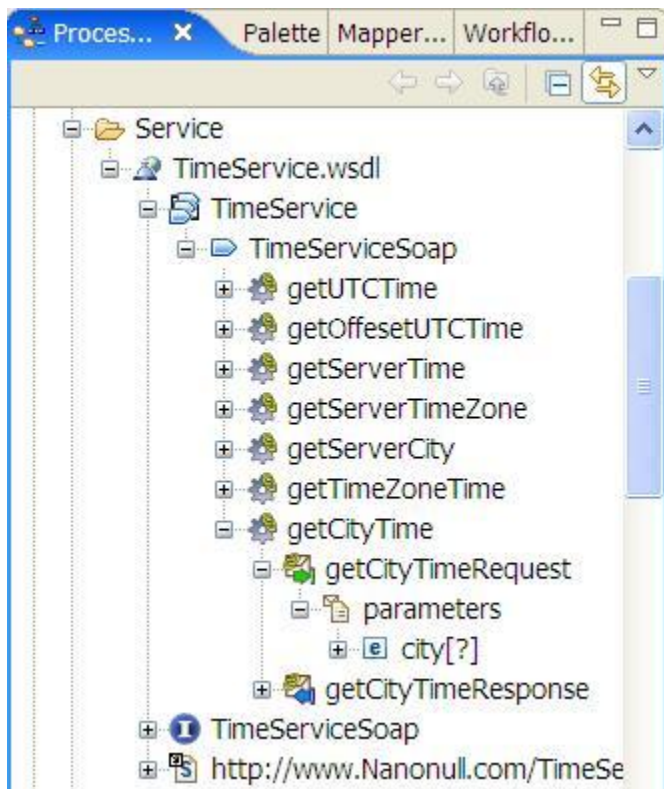 Proces... Palette Mapper... Workflo...
Service
TimeService.wsdl
TimeService
TimeServiceSoap
getUTCTime
getOffesetUTCTime
getServerTime
getServerTimeZone
getServerCity
getTimeZoneTime
getCityTime
getCityTimeRequest
parameters
e city[?]
getCityTimeResponse
I TimeServiceSoap
S http://www.Nanonull.com/TimeSe